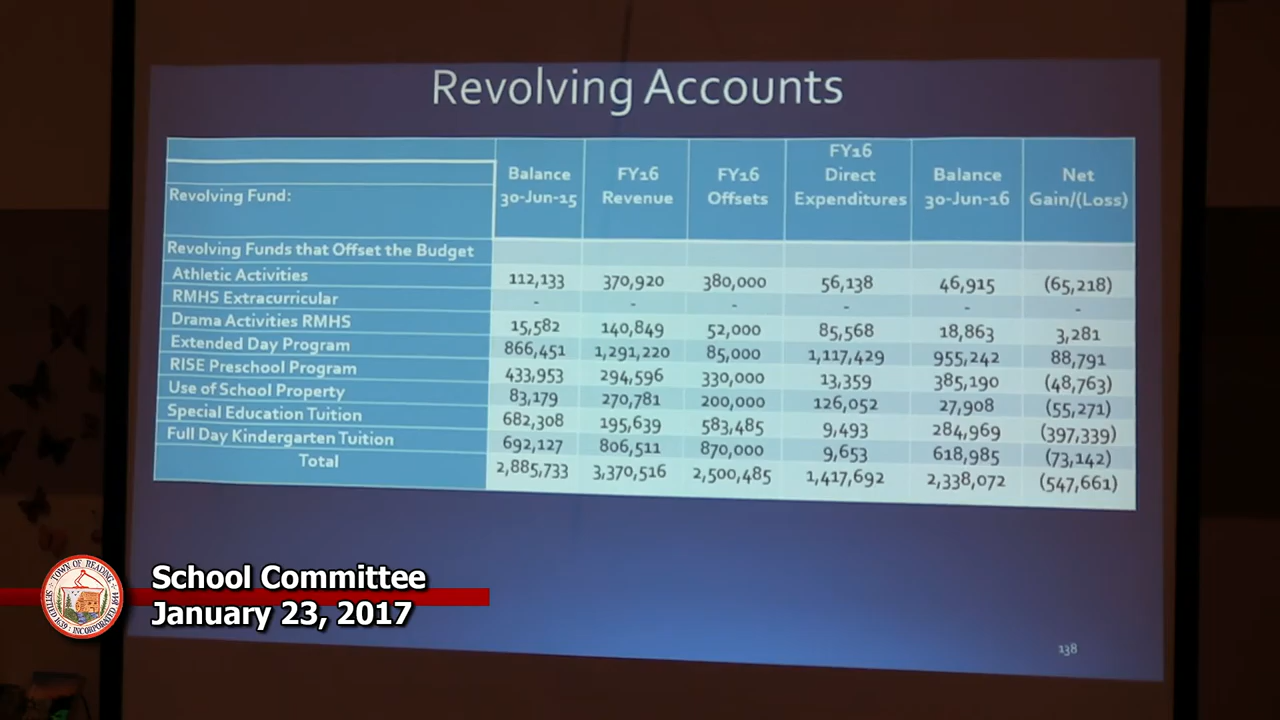 Revolving Accounts
Revolving Fund:
Balance 30-Jun-15
FY16 Revenue
FY16 Offsets
FY16 Direct Expenditures
Balance 30-Jun-16
Net Gain/(Loss)
Revolving Funds that Offset the Budget
Athletic Activities 112,133 370,920 380,000 56,138 46,915 (65,218)
RMHS Extracurricular - - - - - -
Drama Activities RMHS 15,582 140,849 52,000 85,568 18,863 3,281
Extended Day Program 866,451 1,291,220 85,000 1,117,429 955,242 88,791
RISE Preschool Program 433,953 294,596 330,000 13,359 385,190 (48,763)
Use of School Property 83,179 270,781 200,000 126,052 27,908 (55,271)
Special Education Tuition 682,308 195,639 583,485 9,493 284,969 (397,339)
Full Day Kindergarten Tuition 692,127 806,511 870,000 9,653 618,985 (73,142)
Total 2,885,733 3,370,516 2,500,485 1,417,692 2,338,072 (547,661)
School Committee
January 23, 2017
TOWN OF READING
SETTLED 1639 INCORPORATED 1644
138